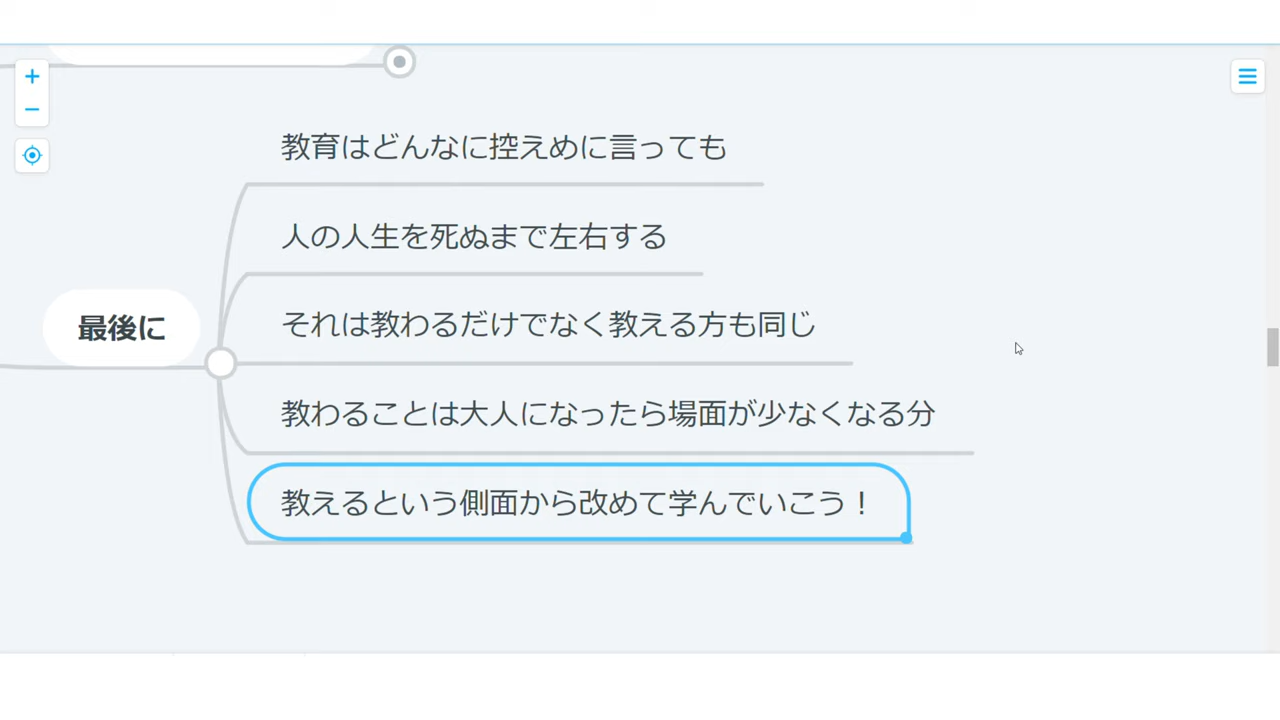 教育はどんなに控えめに言っても
人の人生を死ぬまで左右する
最後に
それは教わるだけでなく教える方も同じ
教わることは大人になったら場面が少なくなる分
教えるという側面から改めて学んでいこう！